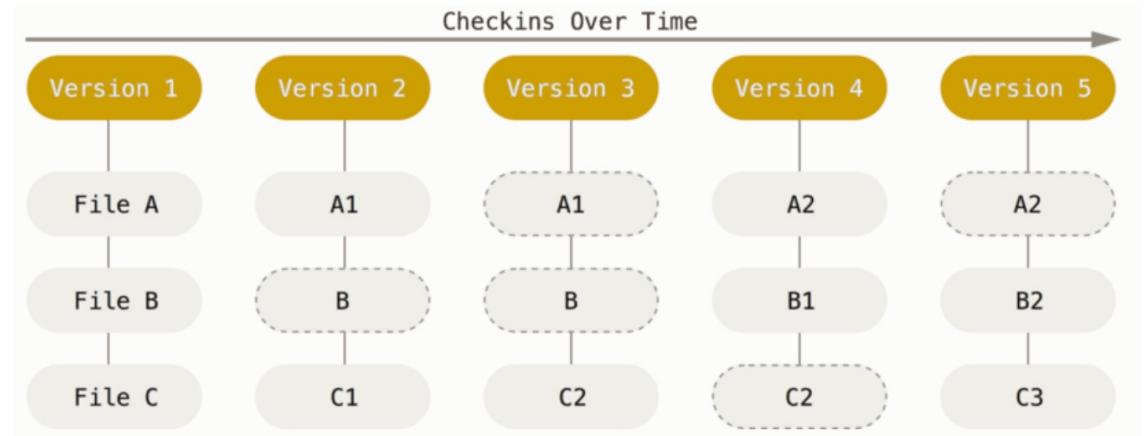 Checkins Over Time
Version 1 Version 2 Version 3 Version 4 Version 5
File A A1 A1 A2 A2
File B B B B1 B2
File C C1 C2 C2 C3